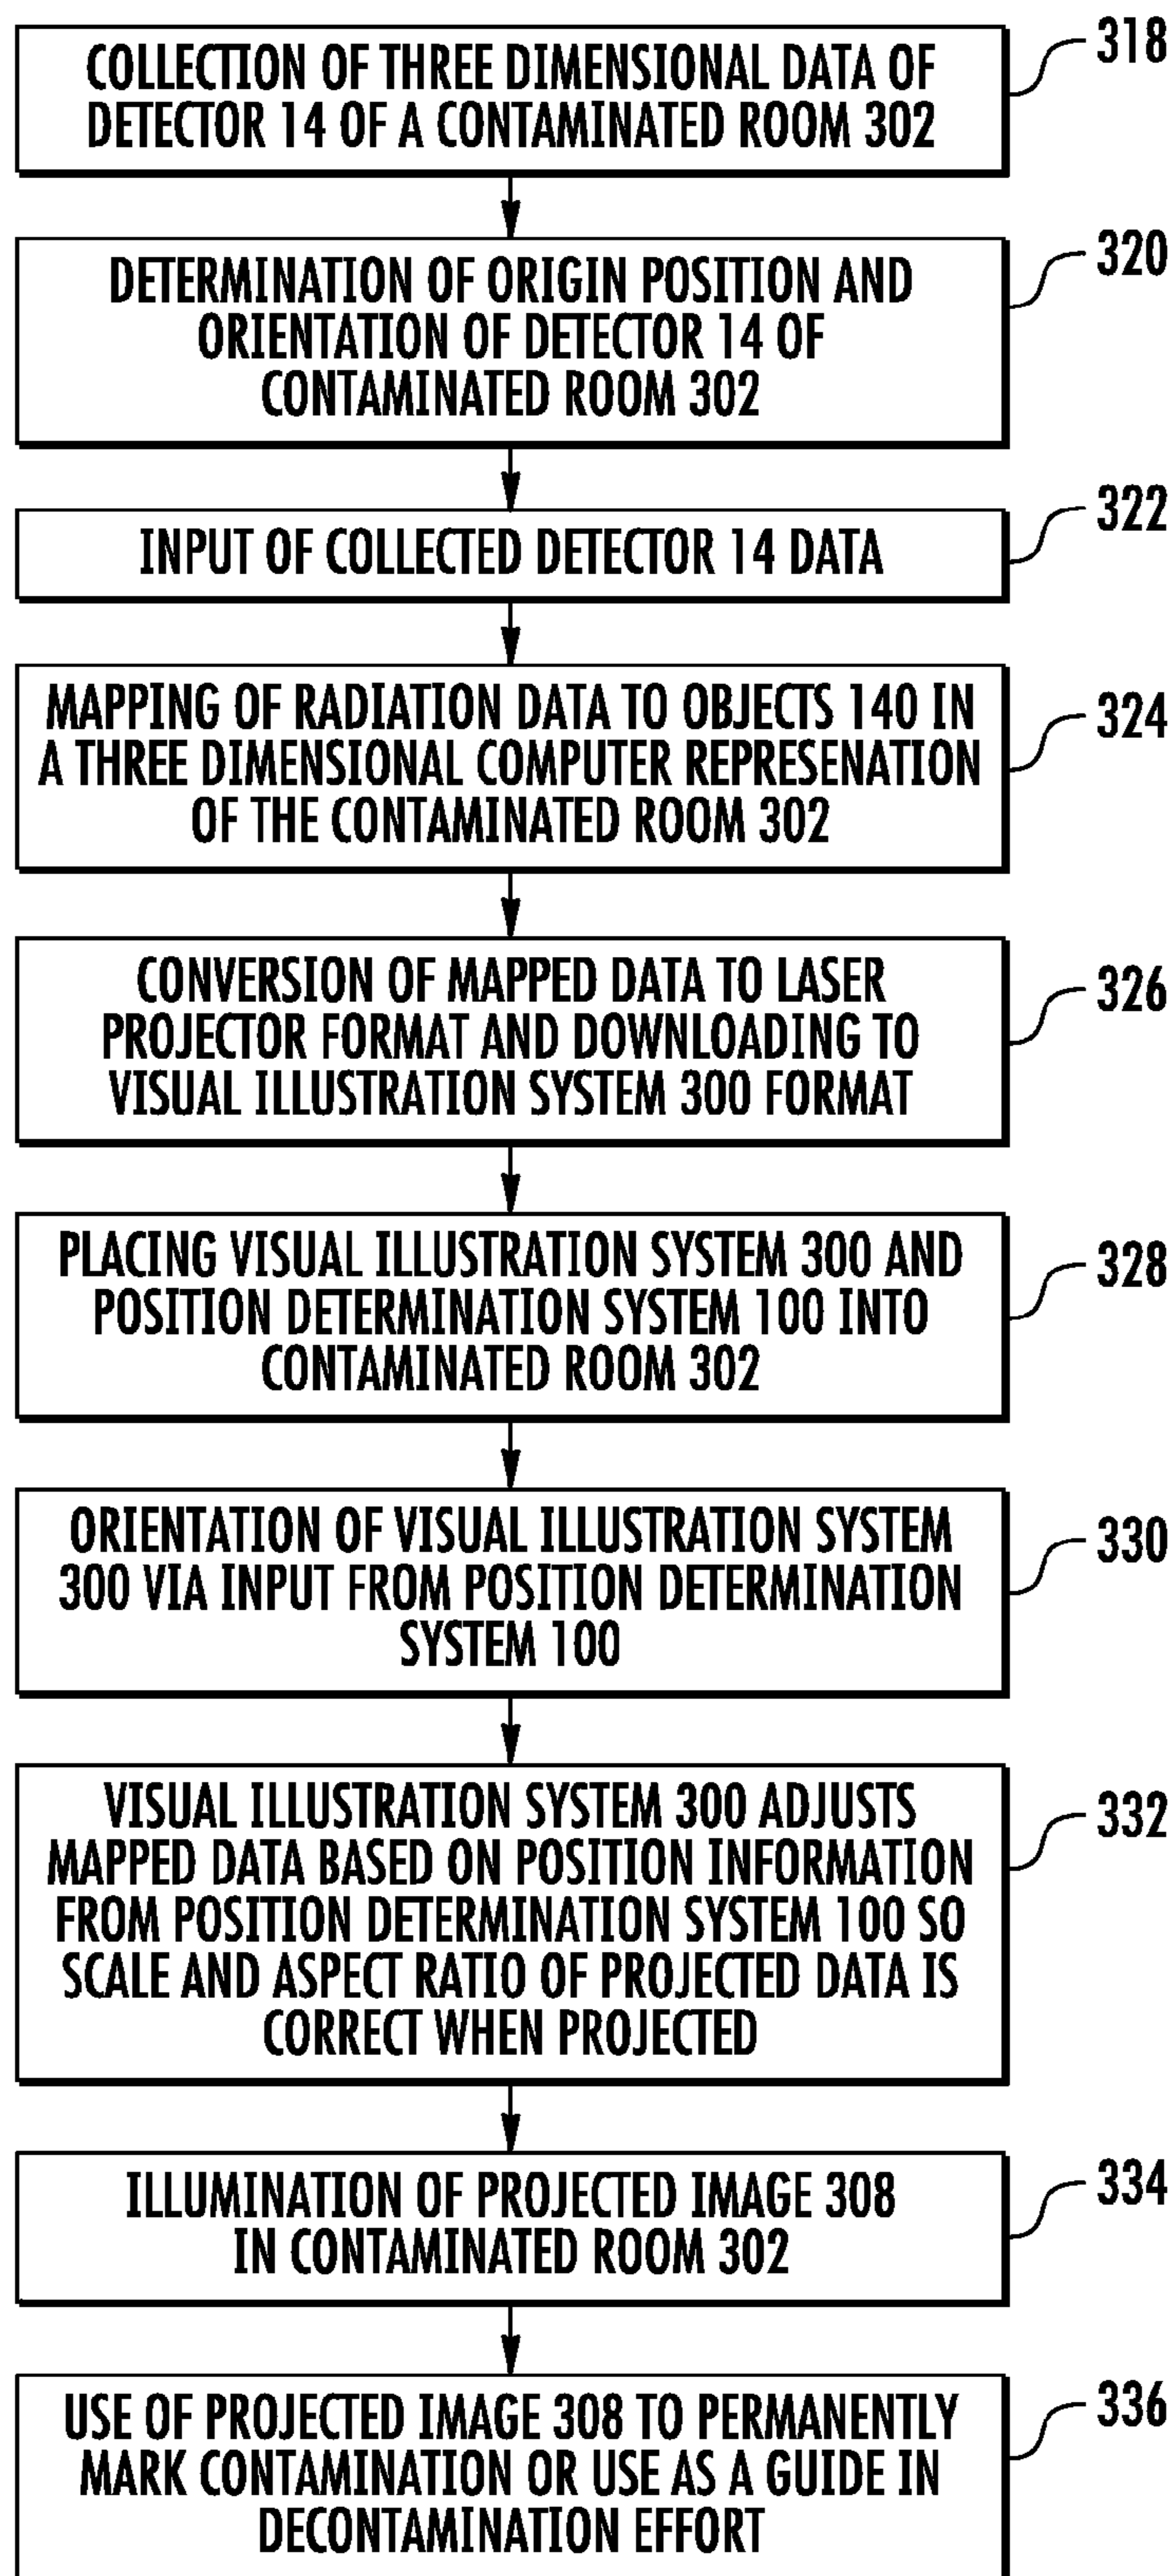 COLLECTION OF THREE DIMENSIONAL DATA OF
DETECTOR 14 OF A CONTAMINATED ROOM 302
318
DETERMINATION OF ORIGIN POSITION AND
ORIENTATION OF DETECTOR 14 OF
CONTAMINATED ROOM 302
320
INPUT OF COLLECTED DETECTOR 14 DATA
322
MAPPING OF RADIATION DATA TO OBJECTS 140 IN
A THREE DIMENSIONAL COMPUTER REPRESENATION
OF THE CONTAMINATED ROOM 302
324
CONVERSION OF MAPPED DATA TO LASER
PROJECTOR FORMAT AND DOWNLOADING TO
VISUAL ILLUSTRATION SYSTEM 300 FORMAT
326
PLACING VISUAL ILLUSTRATION SYSTEM 300 AND
POSITION DETERMINATION SYSTEM 100 INTO
CONTAMINATED ROOM 302
328
ORIENTATION OF VISUAL ILLUSTRATION SYSTEM
300 VIA INPUT FROM POSITION DETERMINATION
SYSTEM 100
330
VISUAL ILLUSTRATION SYSTEM 300 ADJUSTS
MAPPED DATA BASED ON POSITION INFORMATION
FROM POSITION DETERMINATION SYSTEM 100 SO
SCALE AND ASPECT RATIO OF PROJECTED DATA IS
CORRECT WHEN PROJECTED
332
ILLUMINATION OF PROJECTED IMAGE 308
IN CONTAMINATED ROOM 302
334
USE OF PROJECTED IMAGE 308 TO PERMANENTLY
MARK CONTAMINATION OR USE AS A GUIDE IN
DECONTAMINATION EFFORT
336